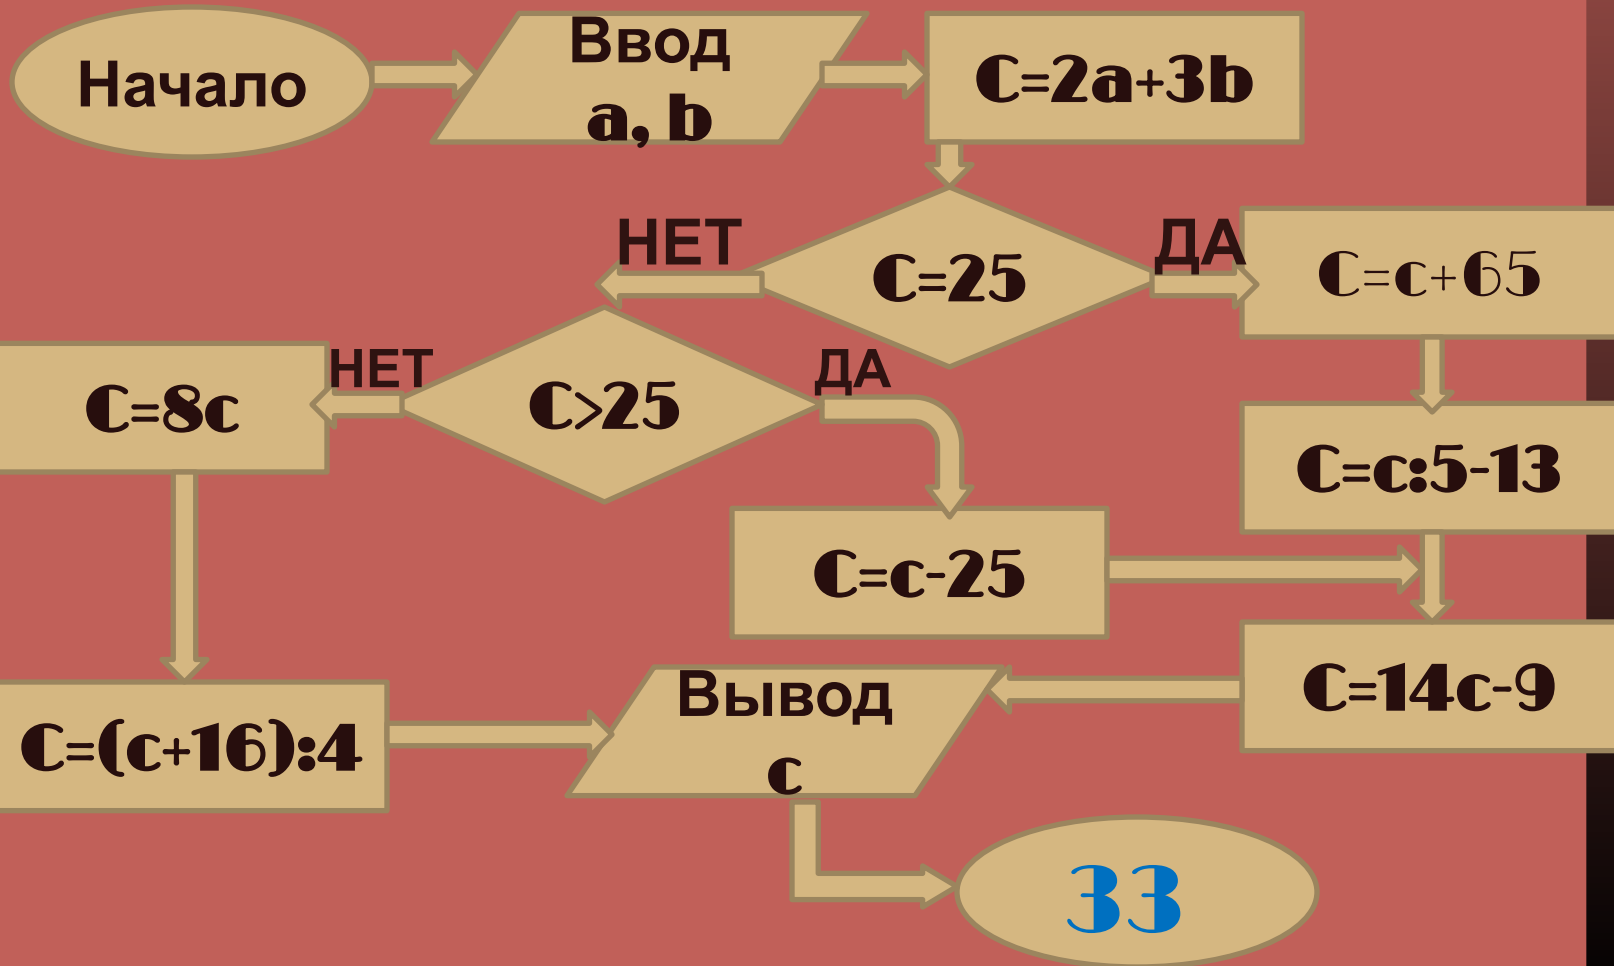 Начало
Ввод
a, b
C=2a+3b
НЕТ
C=25
ДА
C=c+65
C=8c
НЕТ
C>25
ДА
C=c:5-13
C=c-25
C=(c+16):4
Вывод
c
C=14c-9
33